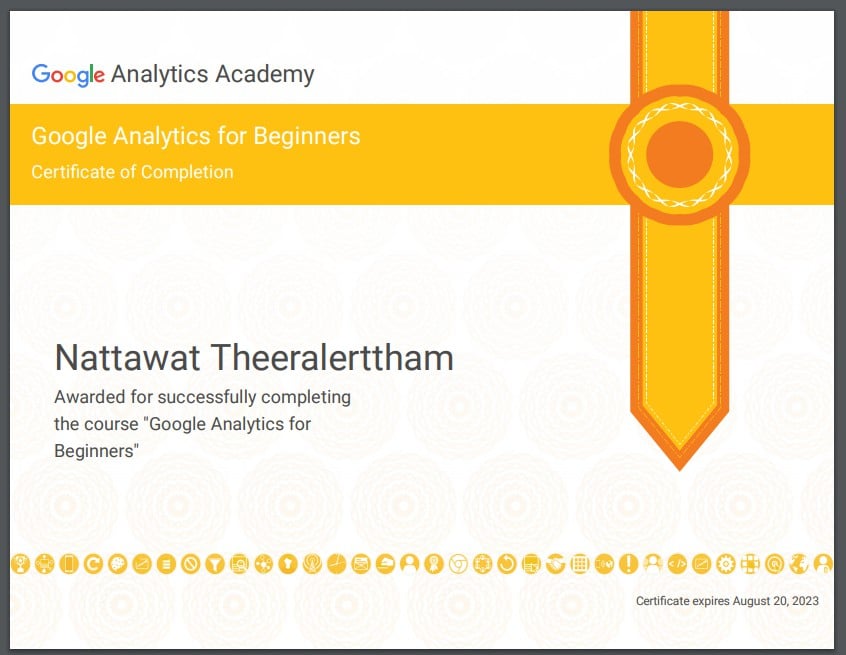 Google Analytics Academy
Google Analytics for Beginners
Certificate of Completion
Nattawat Theeralerttham
Awarded for successfully completing
the course "Google Analytics for
Beginners"
Certificate expires August 20, 2023